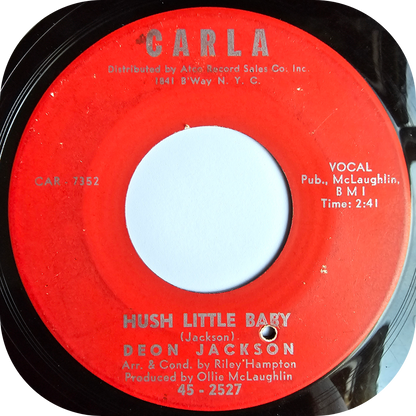 CARLA
Distributed by Atco Record Sales Co. Inc.
1841 B'Way N. Y. C.
CAR - 7352
VOCAL
Pub., McLaughlin,
B M I
Time: 2:41
HUSH LITTLE BABY
(Jackson)
DEON JACKSON
Arr. & Cond. by Riley Hampton
Produced by Ollie McLaughlin
45 - 2527